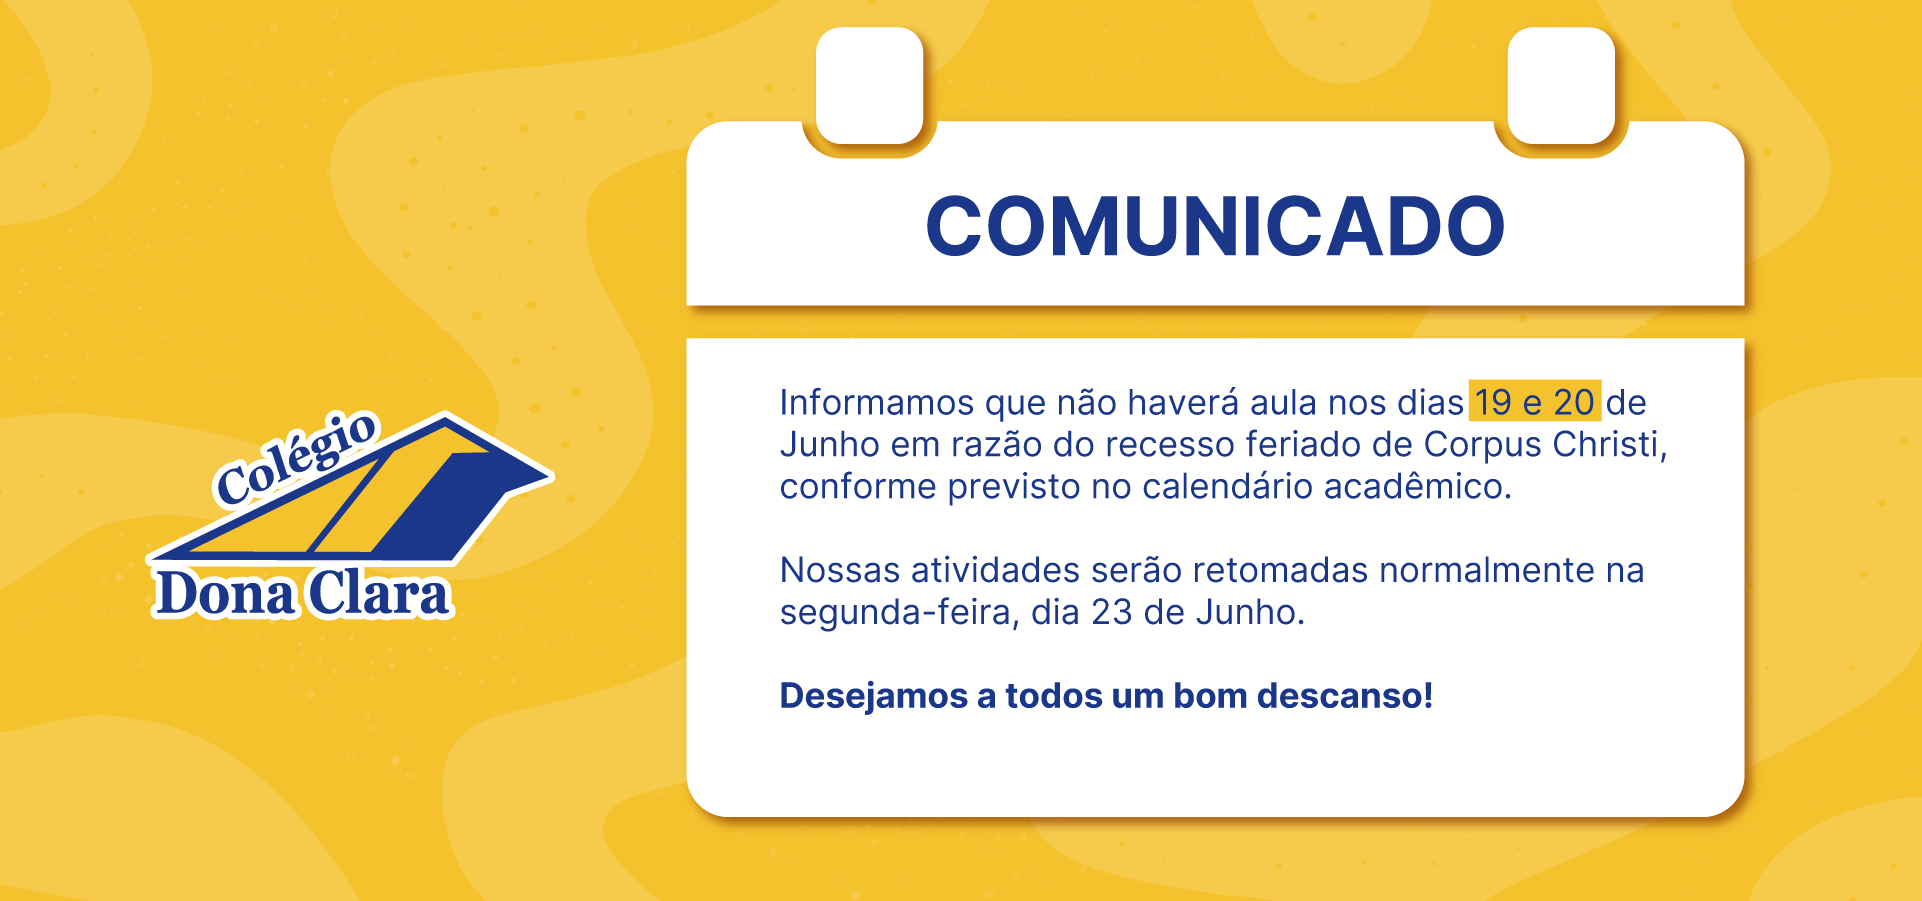 COMUNICADO
Informamos que não haverá aula nos dias 19 e 20 de
Junho em razão do recesso feriado de Corpus Christi,
conforme previsto no calendário acadêmico.
Nossas atividades serão retomadas normalmente na
segunda-feira, dia 23 de Junho.
Desejamos a todos um bom descanso!
Colégio
Dona Clara